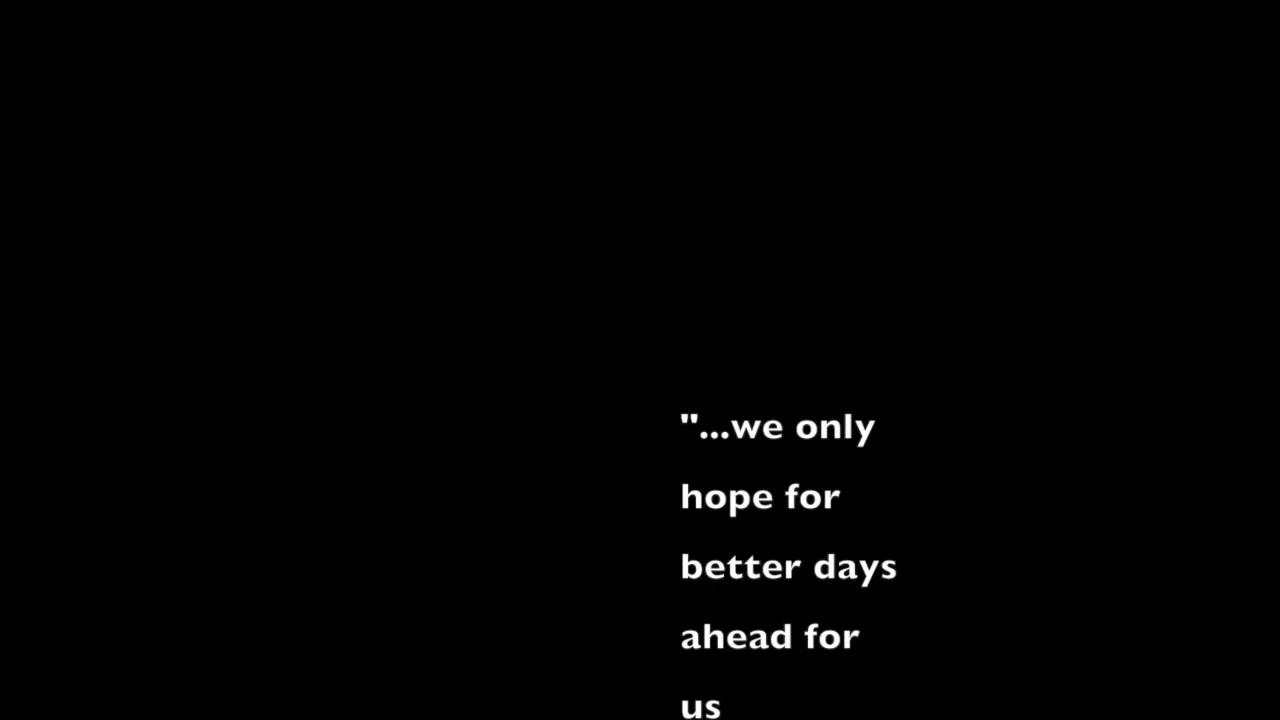 "...we only
hope for
better days
ahead for
us